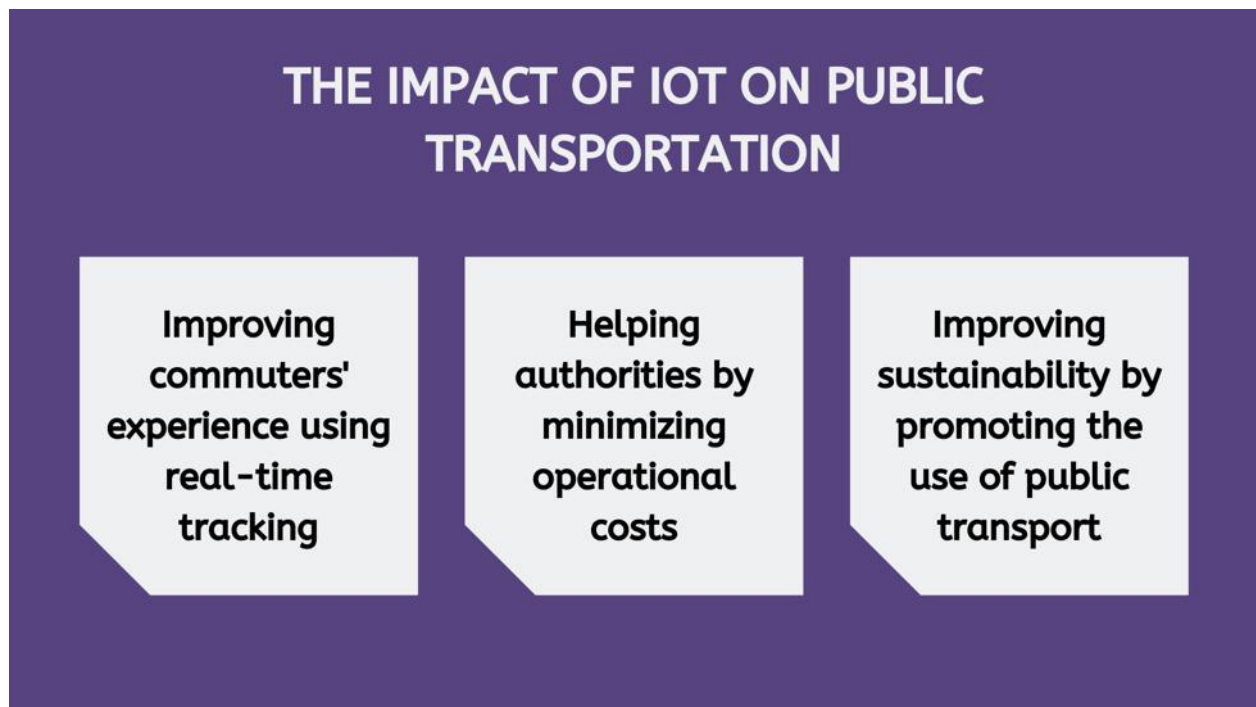 THE IMPACT OF IOT ON PUBLIC
TRANSPORTATION
Improving
commuters'
experience using
real-time
tracking
Helping
authorities by
minimizing
operational
costs
Improving
sustainability by
promoting the
use of public
transport